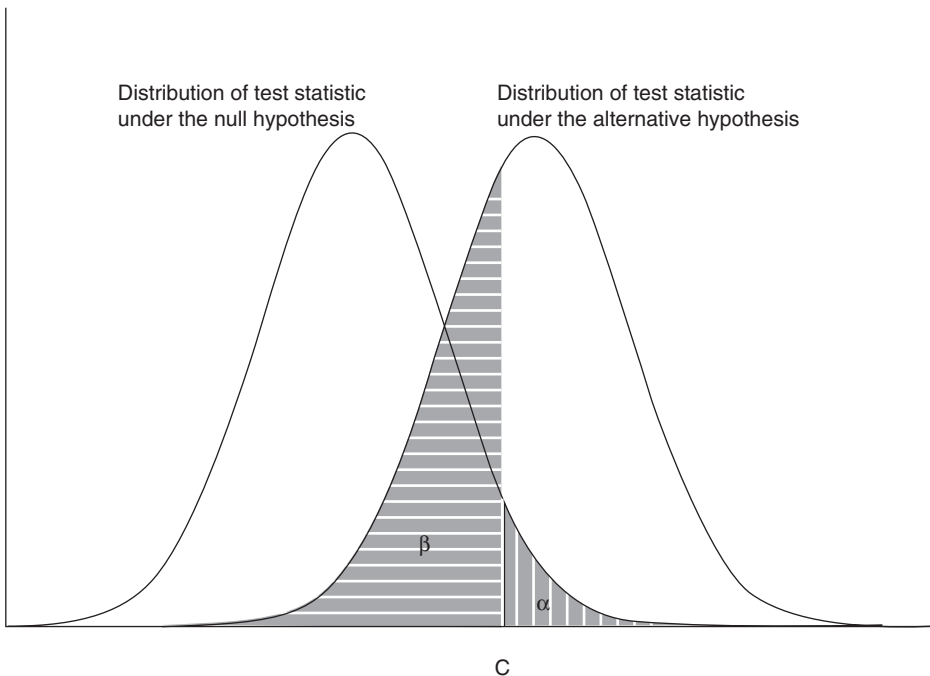 Distribution of test statistic
under the null hypothesis
Distribution of test statistic
under the alternative hypothesis
β
α
C